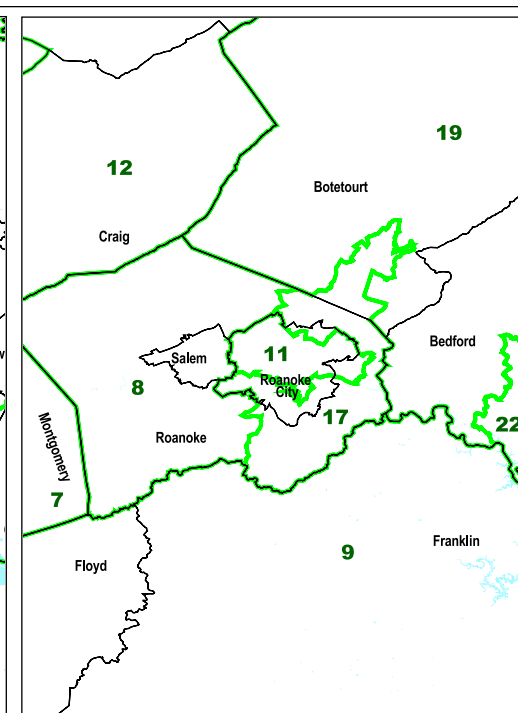 19
12
Botetourt
Craig
Bedford
11
Salem
Roanoke
City
8
17
22
Roanoke
Montgomery
7
9
Franklin
Floyd